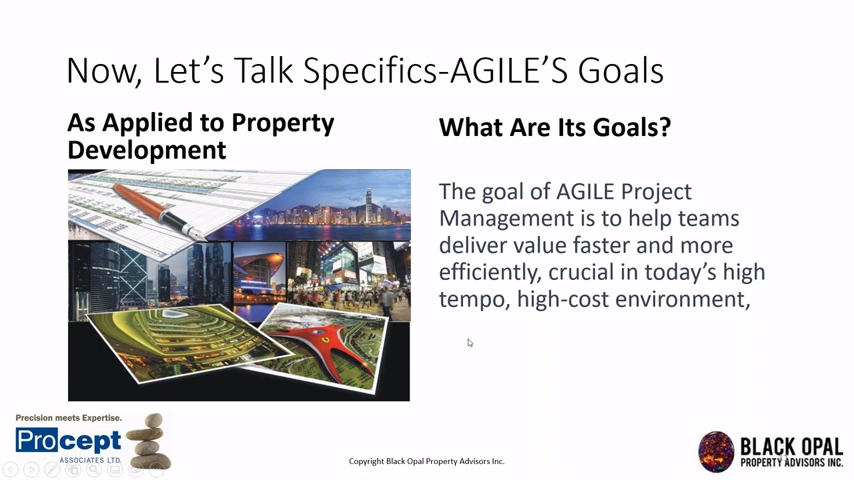 Now, Let's Talk Specifics-AGILE'S Goals
As Applied to Property
Development
What Are Its Goals?
The goal of AGILE Project
Management is to help teams
deliver value faster and more
efficiently, crucial in today's high
tempo, high-cost environment,
Precision meets Expertise.
Procept
ASSOCIATES LTD.
Copyright Black Opal Property Advisors Inc.
BLACK OPAL
PROPERTY ADVISORS INC.